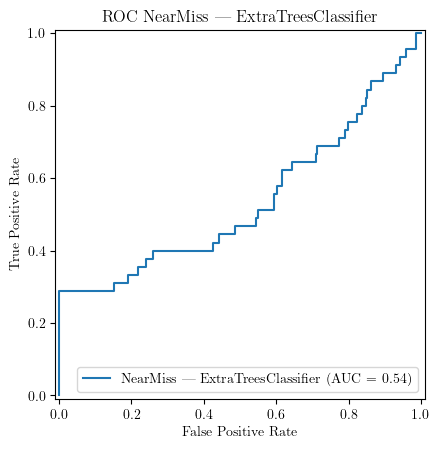 ROC NearMiss — ExtraTreesClassifier
1.0
0.8
0.6
0.4
0.2
0.0
True Positive Rate
NearMiss — ExtraTreesClassifier (AUC = 0.54)
0.0 0.2 0.4 0.6 0.8 1.0
False Positive Rate